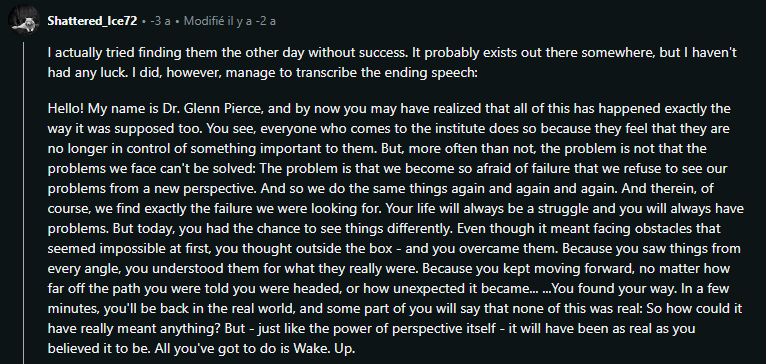 Shattered_Ice72 • -3 a • Modifié il y a -2 a
I actually tried finding them the other day without success. It probably exists out there somewhere, but I haven't
had any luck. I did, however, manage to transcribe the ending speech:
Hello! My name is Dr. Glenn Pierce, and by now you may have realized that all of this has happened exactly the
way it was supposed too. You see, everyone who comes to the institute does so because they feel that they are
no longer in control of something important to them. But, more often than not, the problem is not that the
problems we face can't be solved: The problem is that we become so afraid of failure that we refuse to see our
problems from a new perspective. And so we do the same things again and again and again. And therein, of
course, we find exactly the failure we were looking for. Your life will always be a struggle and you will always have
problems. But today, you had the chance to see things differently. Even though it meant facing obstacles that
seemed impossible at first, you thought outside the box - and you overcame them. Because you saw things from
every angle, you understood them for what they really were. Because you kept moving forward, no matter how
far off the path you were told you were headed, or how unexpected it became... ...You found your way. In a few
minutes, you'll be back in the real world, and some part of you will say that none of this was real: So how could it
have really meant anything? But - just like the power of perspective itself - it will have been as real as you
believed it to be. All you've got to do is Wake. Up.